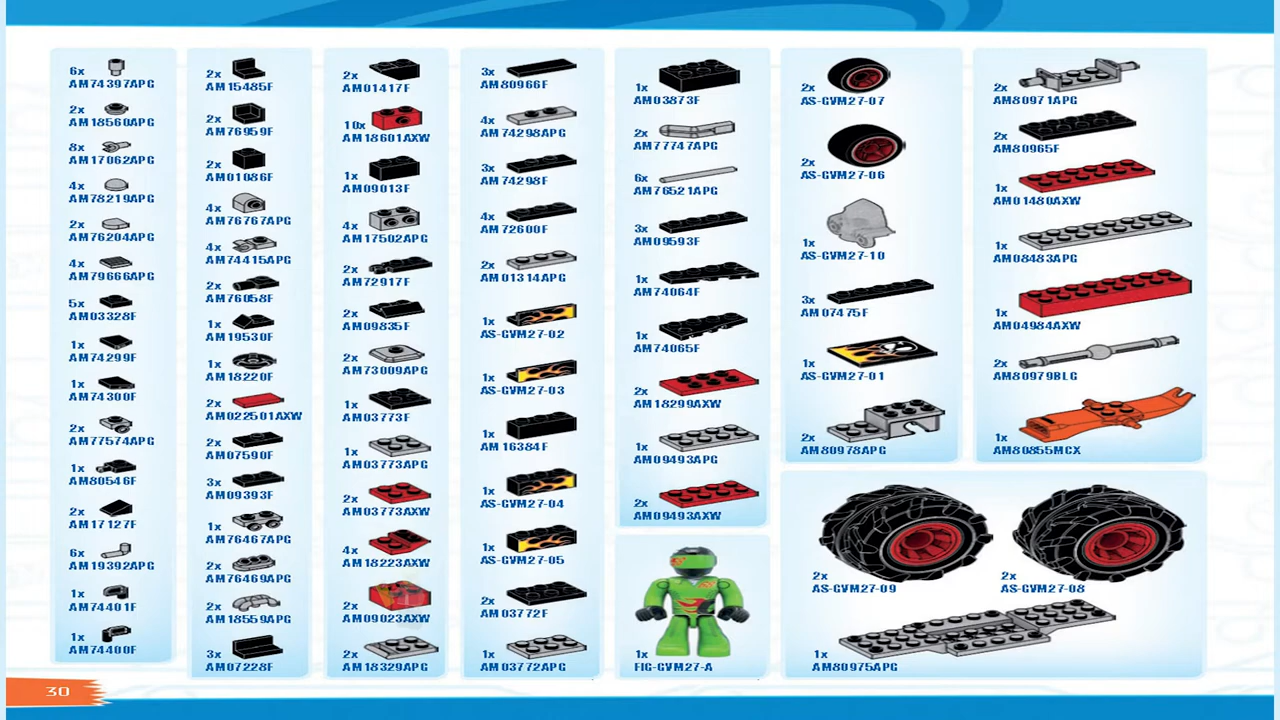 6x
AM74397APG
2x
AM18560APG
8x
AM17062APG
4x
AM78219APG
2x
AM76204APG
4x
AM79666APG
5x
AM03328F
1x
AM74299F
1x
AM74300F
2x
AM77574APG
1x
AM80546F
2x
AM17127F
6x
AM19392APG
1x
AM74401F
1x
AM74400F
2x
AM15485F
2x
AM76959F
2x
AM01086F
4x
AM76767APG
4x
AM74415APG
2x
AM76058F
1x
AM19530F
1x
AM18220F
2x
AM022501AXW
2x
AM07590F
3x
AM09393F
1x
AM76467APG
2x
AM76469APG
2x
AM18559APG
3x
AM07228F
2x
AM01417F
10x
AM18601AXW
1x
AM09013F
4x
AM17502APG
2x
AM72917F
2x
AM09835F
2x
AM73009APG
1x
AM03773F
1x
AM03773APG
2x
AM03773AXW
4x
AM18223AXW
2x
AM09023AXW
2x
AM18329APG
3x
AM80966F
4x
AM74298APG
3x
AM74298F
4x
AM72600F
2x
AM01314APG
1x
AS-GVM27-02
1x
AS-GVM27-03
1x
AM16384F
1x
AS-GVM27-04
1x
AS-GVM27-05
2x
AM03772F
1x
AM03772APG
1x
AM03873F
2x
AM77747APG
6x
AM76521APG
3x
AM09593F
1x
AM74064F
1x
AM74065F
2x
AM18299AXW
1x
AM09493APG
2x
AM09493AXW
1x
FIG-GVM27-A
2x
AS-GVM27-07
2x
AS-GVM27-06
1x
AS-GVM27-10
3x
AM07475F
1x
AS-GVM27-01
2x
AM80978APG
2x
AM80971APG
2x
AM80965F
1x
AM01480AXW
1x
AM08483APG
1x
AM04984AXW
2x
AM80979BLG
1x
AM80855MCX
2x
AS-GVM27-09
2x
AS-GVM27-08
1x
AM80975APG
30